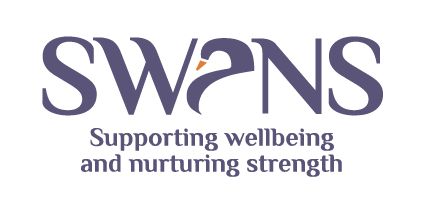 SWANS
Supporting wellbeing
and nurturing strength